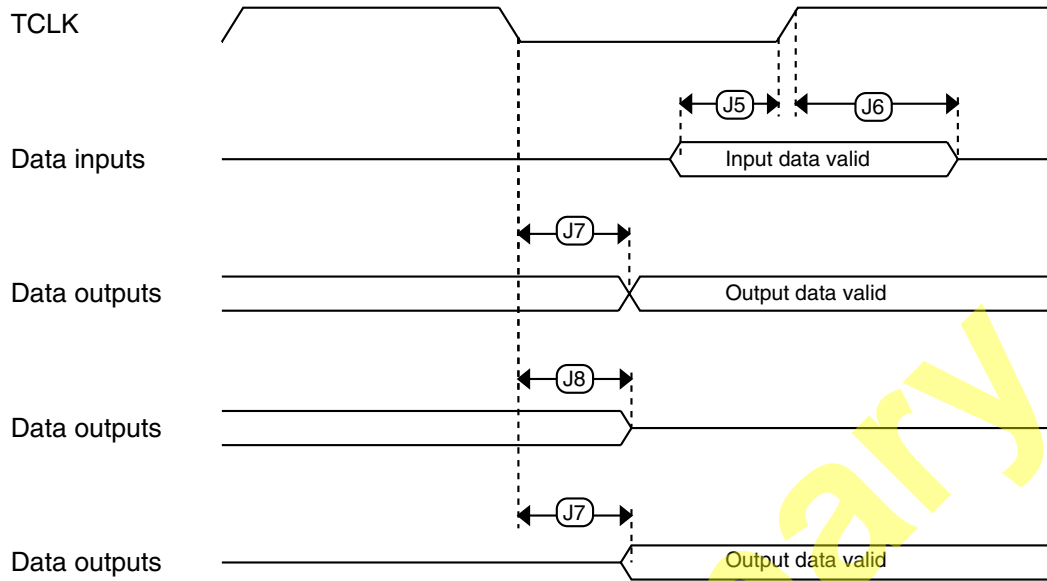 TCLK
J5
J6
Data inputs
Input data valid
J7
Data outputs
Output data valid
J8
Data outputs
J7
Data outputs
Output data valid
ary